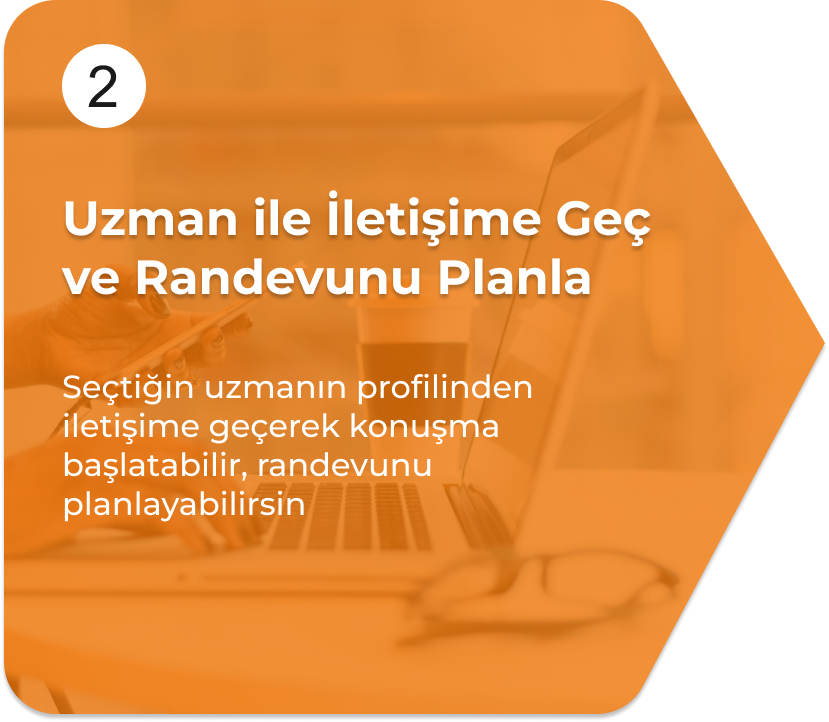 2
Uzman ile İletişime Geç
ve Randevunu Planla
Seçtiğin uzmanın profilinden
iletişime geçerek konuşma
başlatabilir, randevunu
planlayabilirsin